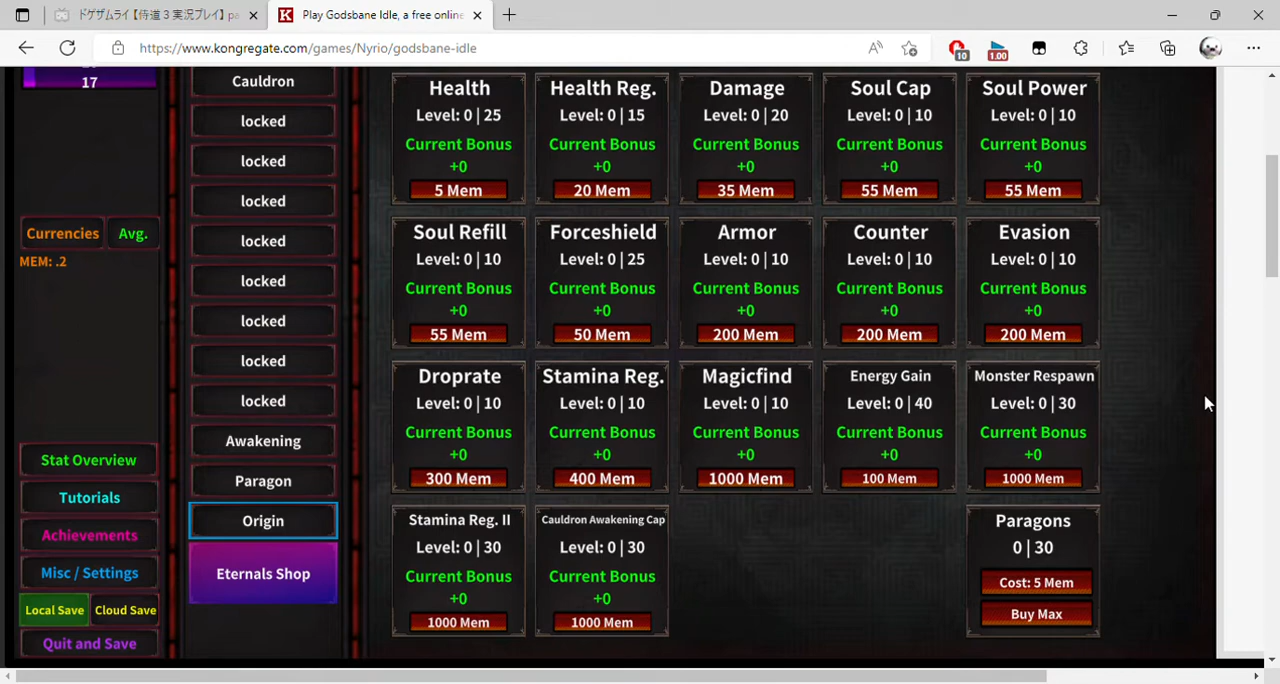 ドゲザムライ【侍道3 実況プレイ】pa
Play Godsbane Idle, a free online
https://www.kongregate.com/games/Nyrio/godsbane-idle
10
1.00
17
Currencies
Avg.
MEM: .2
Stat Overview
Tutorials
Achievements
Misc / Settings
Local Save
Cloud Save
Quit and Save
Cauldron
locked
locked
locked
locked
locked
locked
locked
locked
Awakening
Paragon
Origin
Eternals Shop
Health
Level: 0 | 25
Current Bonus
+0
5 Mem
Health Reg.
Level: 0 | 15
Current Bonus
+0
20 Mem
Damage
Level: 0 | 20
Current Bonus
+0
35 Mem
Soul Cap
Level: 0 | 10
Current Bonus
+0
55 Mem
Soul Power
Level: 0 | 10
Current Bonus
+0
55 Mem
Soul Refill
Level: 0 | 10
Current Bonus
+0
55 Mem
Forceshield
Level: 0 | 25
Current Bonus
+0
50 Mem
Armor
Level: 0 | 10
Current Bonus
+0
200 Mem
Counter
Level: 0 | 10
Current Bonus
+0
200 Mem
Evasion
Level: 0 | 10
Current Bonus
+0
200 Mem
Droprate
Level: 0 | 10
Current Bonus
+0
300 Mem
Stamina Reg.
Level: 0 | 10
Current Bonus
+0
400 Mem
Magicfind
Level: 0 | 10
Current Bonus
+0
1000 Mem
Energy Gain
Level: 0 | 40
Current Bonus
+0
100 Mem
Monster Respawn
Level: 0 | 30
Current Bonus
+0
1000 Mem
Stamina Reg. II
Level: 0 | 30
Current Bonus
+0
1000 Mem
Cauldron Awakening Cap
Level: 0 | 30
Current Bonus
+0
1000 Mem
Paragons
0 | 30
Cost: 5 Mem
Buy Max